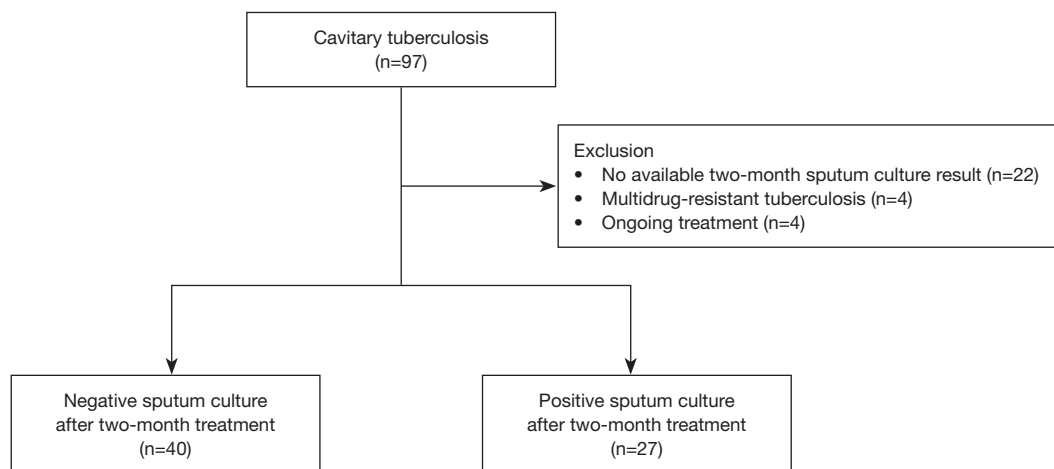 Cavitary tuberculosis
(n=97)
Exclusion
• No available two-month sputum culture result (n=22)
• Multidrug-resistant tuberculosis (n=4)
• Ongoing treatment (n=4)
Negative sputum culture
after two-month treatment
(n=40)
Positive sputum culture
after two-month treatment
(n=27)